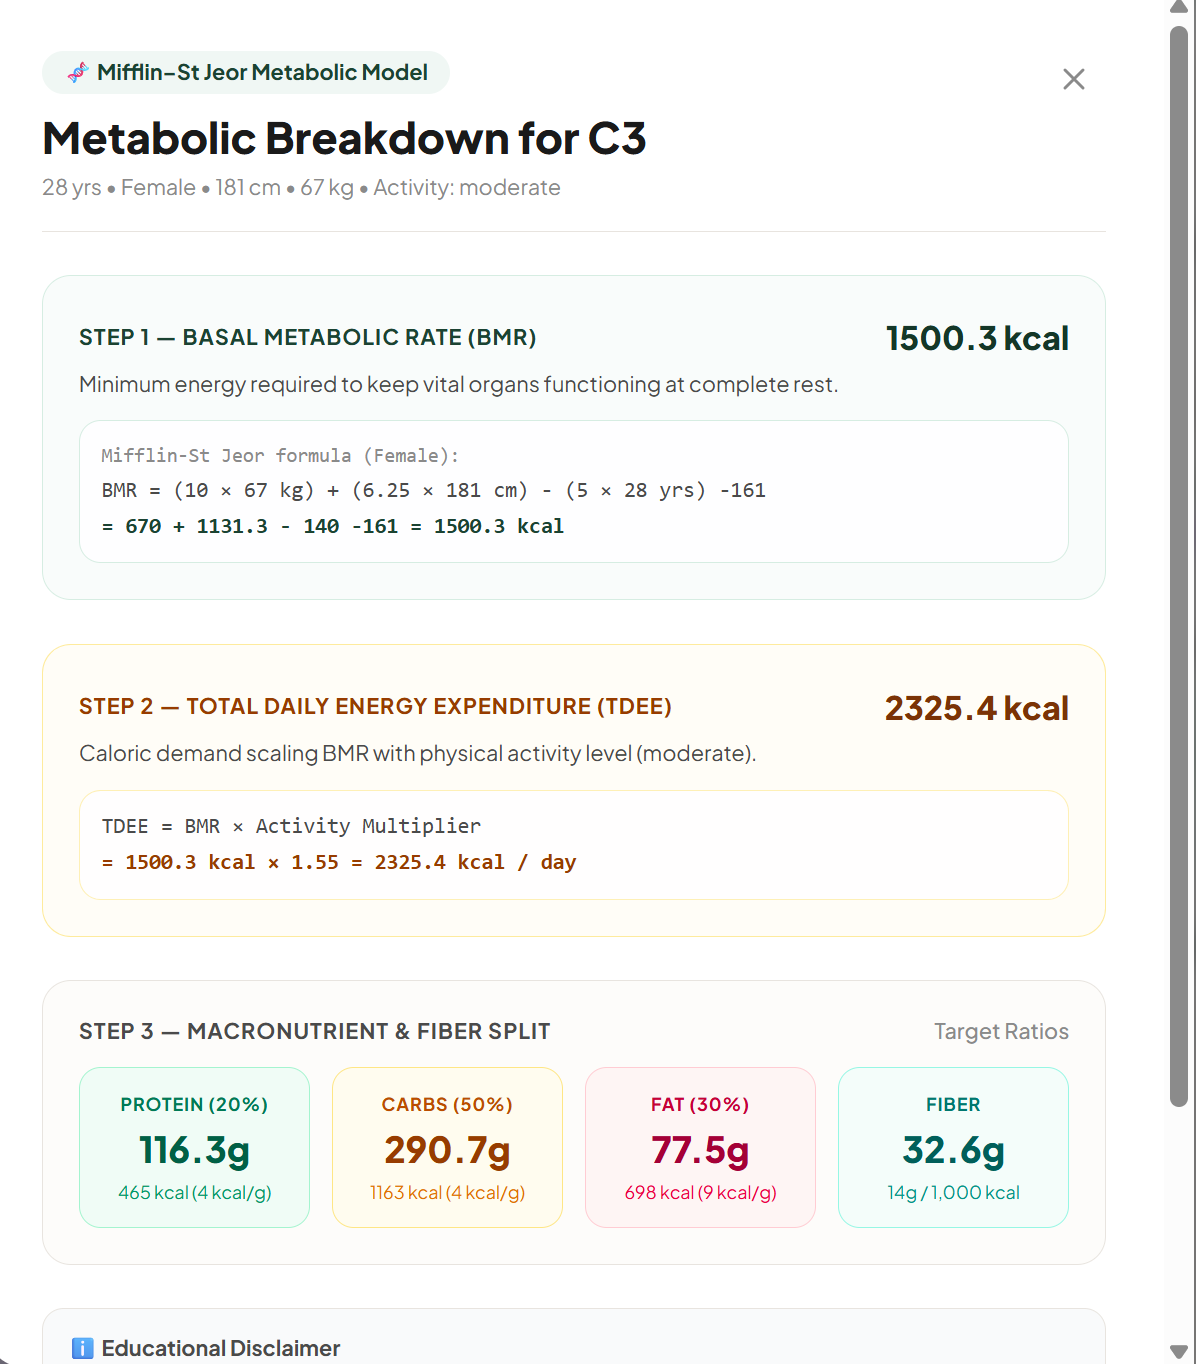 🧬 Mifflin–St Jeor Metabolic Model
Metabolic Breakdown for C3
28 yrs • Female • 181 cm • 67 kg • Activity: moderate
STEP 1 — BASAL METABOLIC RATE (BMR)
1500.3 kcal
Minimum energy required to keep vital organs functioning at complete rest.
Mifflin-St Jeor formula (Female):
BMR = (10 × 67 kg) + (6.25 × 181 cm) - (5 × 28 yrs) -161
= 670 + 1131.3 - 140 -161 = 1500.3 kcal
STEP 2 — TOTAL DAILY ENERGY EXPENDITURE (TDEE)
2325.4 kcal
Caloric demand scaling BMR with physical activity level (moderate).
TDEE = BMR × Activity Multiplier
= 1500.3 kcal × 1.55 = 2325.4 kcal / day
STEP 3 — MACRONUTRIENT & FIBER SPLIT
Target Ratios
PROTEIN (20%)
116.3g
465 kcal (4 kcal/g)
CARBS (50%)
290.7g
1163 kcal (4 kcal/g)
FAT (30%)
77.5g
698 kcal (9 kcal/g)
FIBER
32.6g
14g / 1,000 kcal
ℹ️ Educational Disclaimer